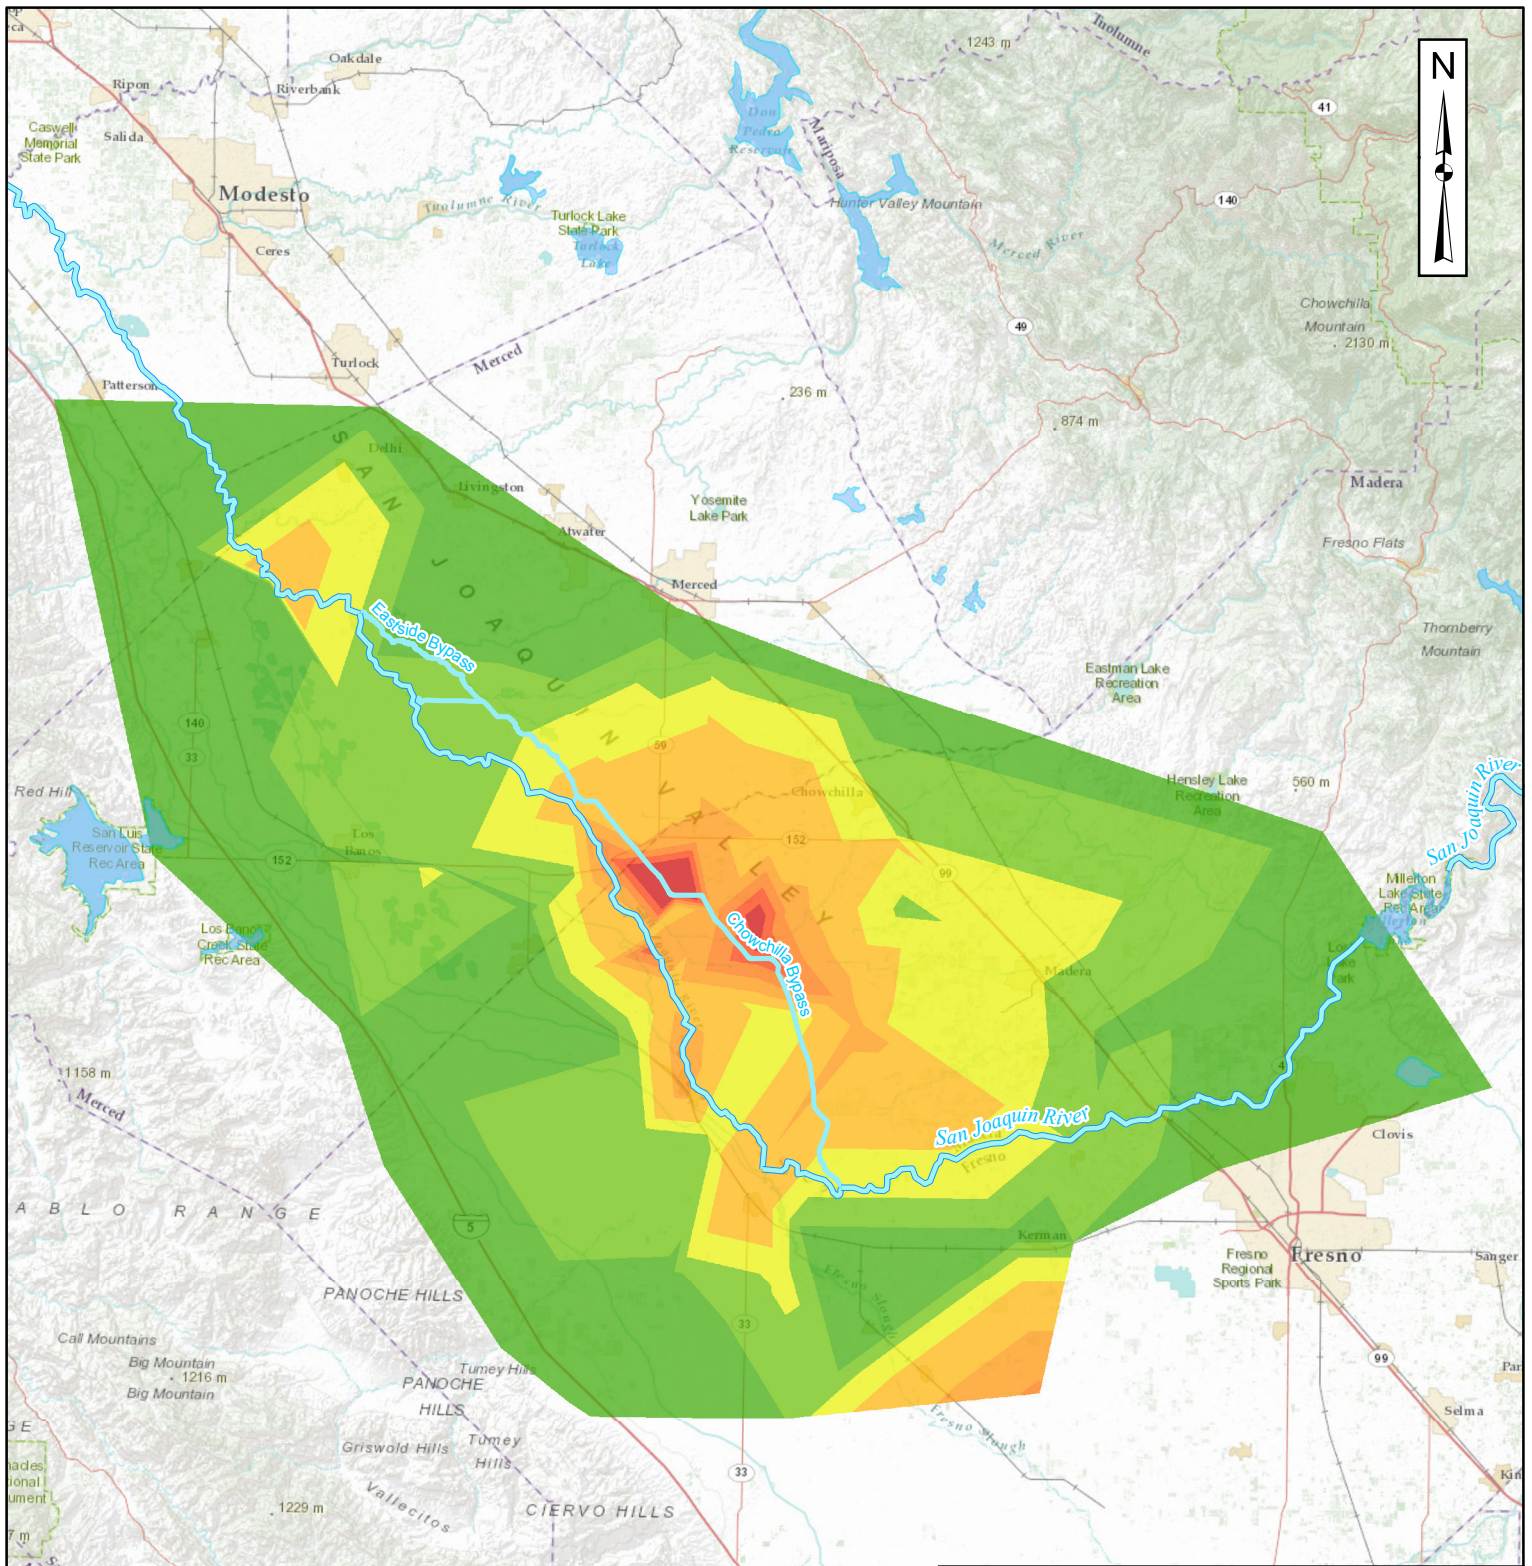 Oakdale
Ripon
Riverbank
Salida
Caswell
Memorial
State Park
Modesto
Ceres
Tuolumne River
Turlock Lake
State Park
Turlock
Lake
Don
Pedro
Reservoir
1243 m
Tuolumne
41
N
Mariposa
Hunter Valley Mountain
140
Merced River
Chowchilla
Mountain
2130 m
49
Turlock
Merced
Patterson
236 m
874 m
Delhi
Livingston
Atwater
Yosemite
Lake Park
Madera
Fresno Flats
Merced
SAN JOAQUIN VALLEY
Eastside Bypass
Thornberry
Mountain
Eastman Lake
Recreation
Area
140
33
59
Red Hill
San Luis
Reservoir State
Rec Area
Los
Banos
152
Chowchilla
152
Hensley Lake
Recreation
Area
560 m
San Joaquin River
99
Millerton
Lake State
Rec Area
Los Banos
Creek State
Rec Area
Chowchilla Bypass
Madera
Lost
Lake
Park
1158 m
Merced
4
San Joaquin River
Fresno
Clovis
ABLO RANGE
5
Kerman
Fresno
Regional
Sports Park
Fresno
Sanger
PANOCHE HILLS
Fresno Slough
33
Call Mountains
Big Mountain
1216 m
Big Mountain
Tumey Hills
PANOCHE
HILLS
99
Selma
Griswold Hills
Tumey
Hills
Fresno Slough
33
Vallecitos
1229 m
CIERVO HILLS